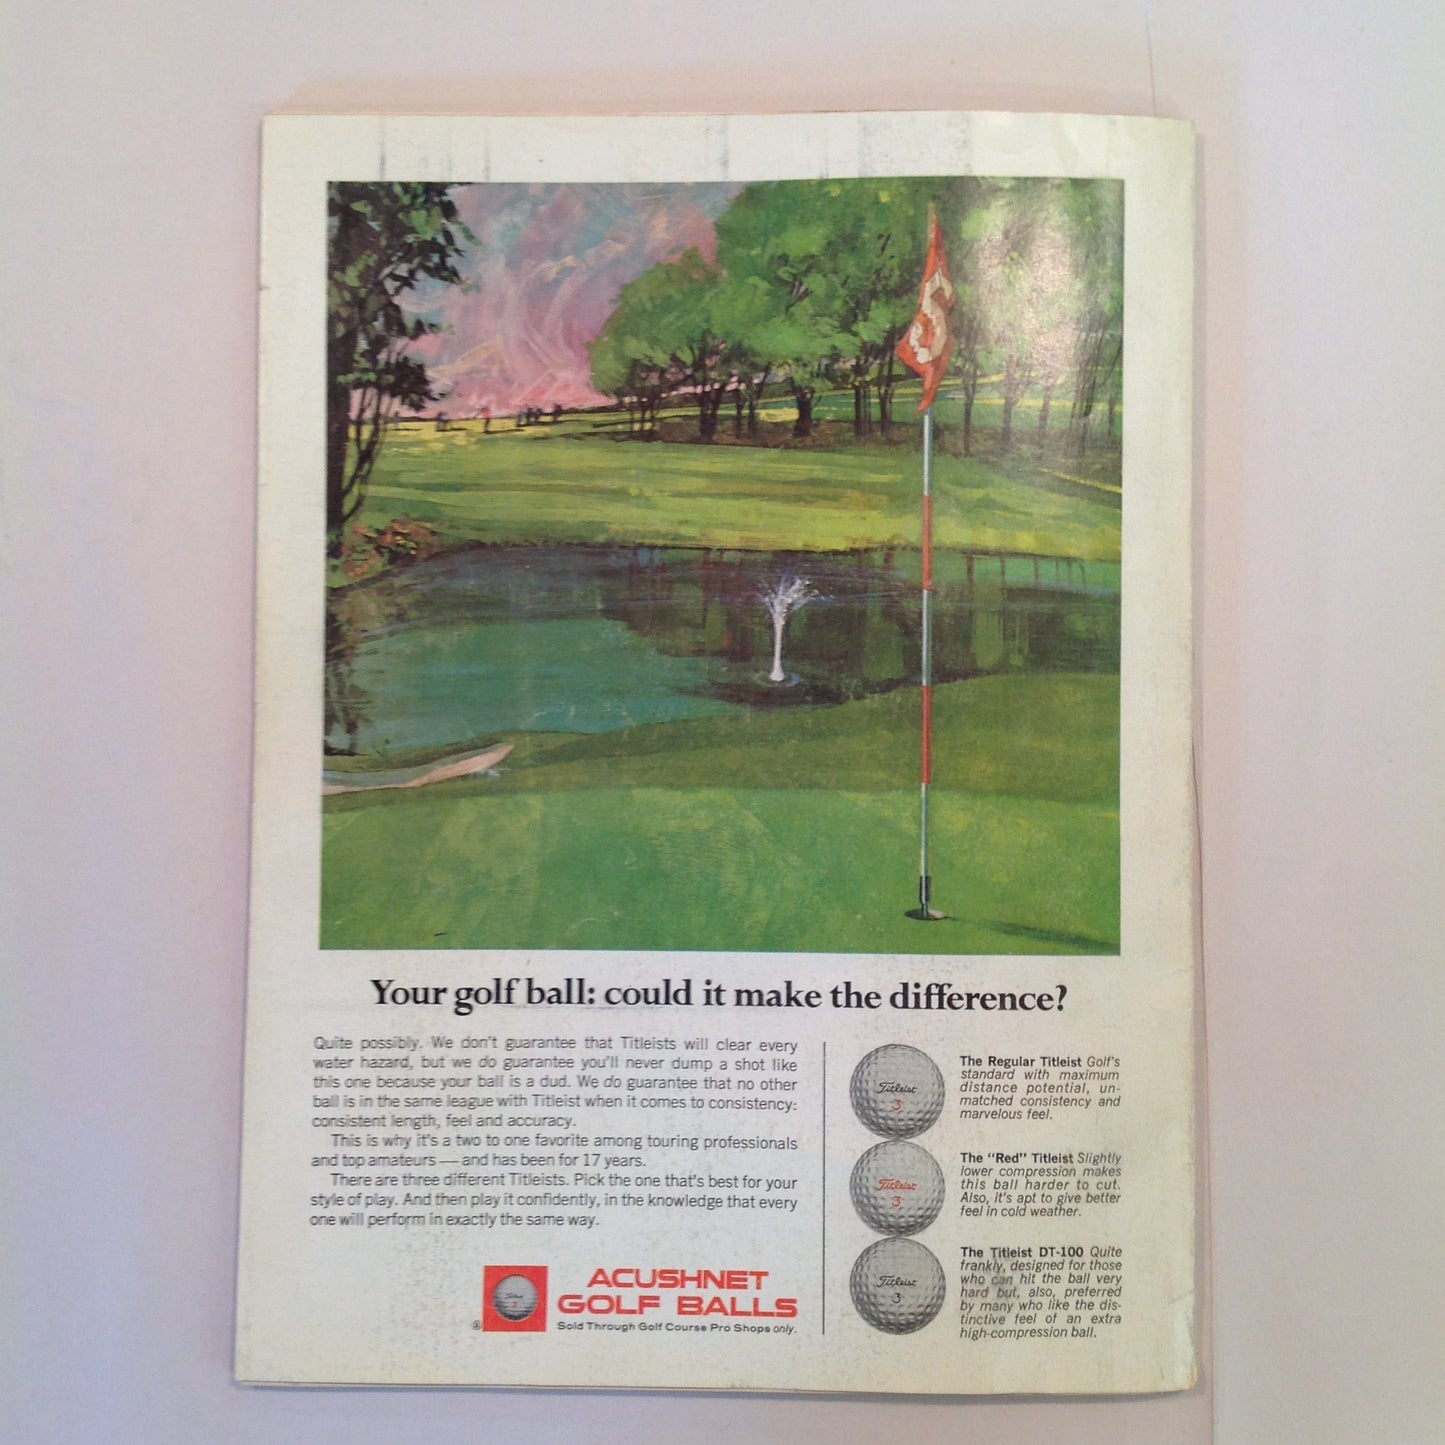 Your golf ball: could it make the difference?
Quite possibly. We don't guarantee that Titleists will clear every
water hazard, but we do guarantee you'll never dump a shot like
this one because your ball is a dud. We do guarantee that no other
ball is in the same league with Titleist when it comes to consistency:
consistent length, feel and accuracy.
This is why it's a two to one favorite among touring professionals
and top amateurs — and has been for 17 years.
There are three different Titleists. Pick the one that's best for your
style of play. And then play it confidently, in the knowledge that every
one will perform in exactly the same way.
ACUSHNET
GOLF BALLS
®
Sold Through Golf Course Pro Shops only.
Titleist
3
The Regular Titleist Golf's
standard with maximum
distance potential, un-
matched consistency and
marvelous feel.
Titleist
3
The "Red" Titleist Slightly
lower compression makes
this ball harder to cut.
Also, it's apt to give better
feel in cold weather.
Titleist
3
The Titleist DT-100 Quite
frankly, designed for those
who can hit the ball very
hard but, also, preferred
by many who like the dis-
tinctive feel of an extra
high-compression ball.